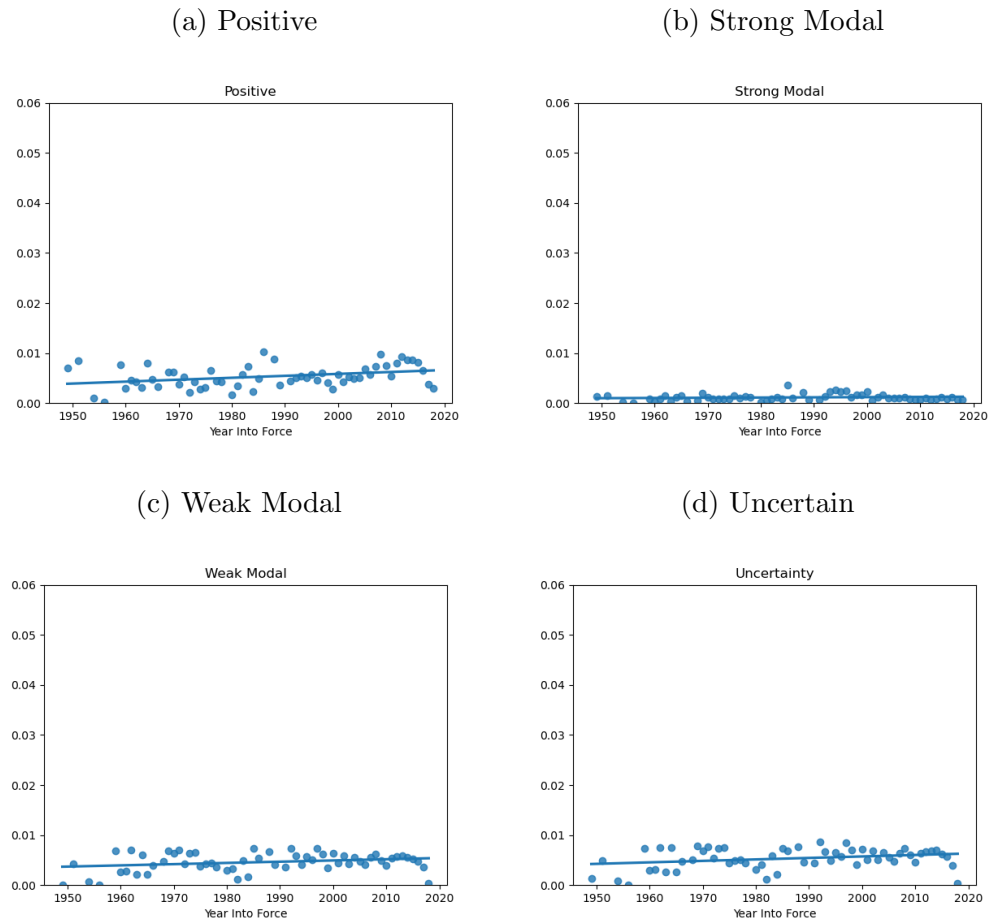 (a) Positive
(b) Strong Modal
Positive
0.06
0.05
0.04
0.03
0.02
0.01
0.00
1950 1960 1970 1980 1990 2000 2010 2020
Year Into Force
Strong Modal
0.06
0.05
0.04
0.03
0.02
0.01
0.00
1950 1960 1970 1980 1990 2000 2010 2020
Year Into Force
(c) Weak Modal
(d) Uncertain
Weak Modal
0.06
0.05
0.04
0.03
0.02
0.01
0.00
1950 1960 1970 1980 1990 2000 2010 2020
Year Into Force
Uncertainty
0.06
0.05
0.04
0.03
0.02
0.01
0.00
1950 1960 1970 1980 1990 2000 2010 2020
Year Into Force